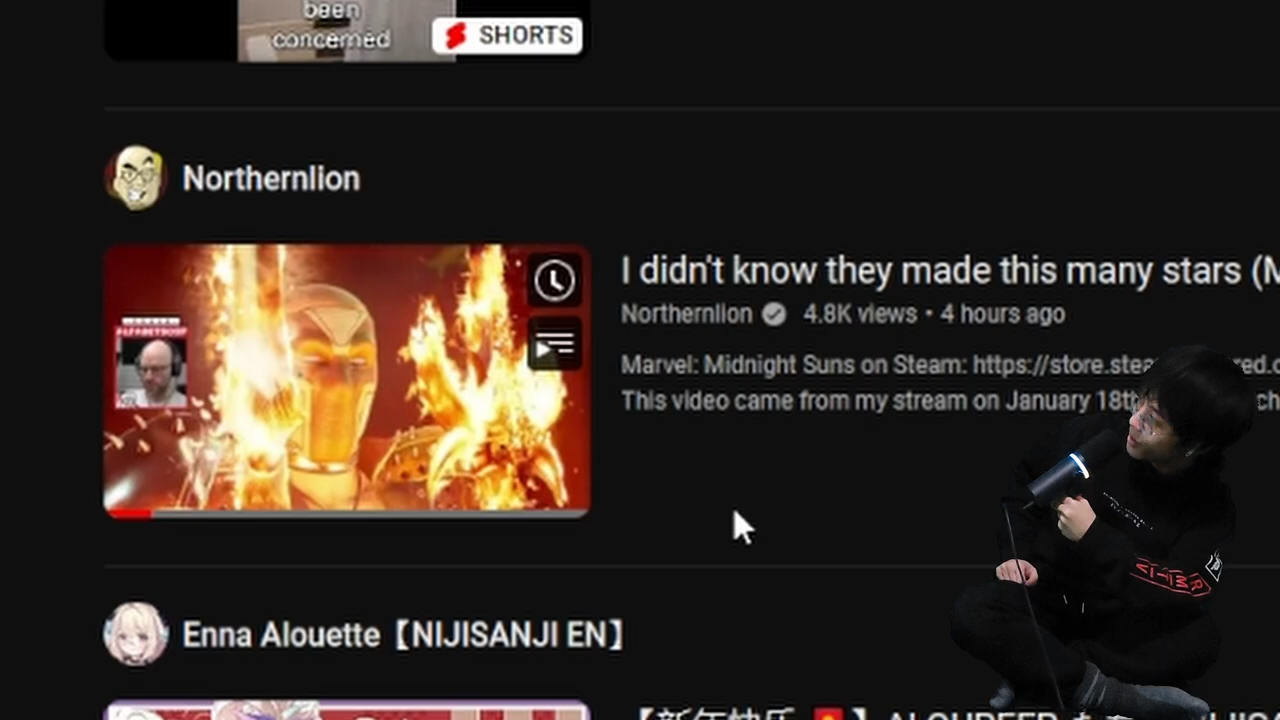 been
concerned
SHORTS
Northernlion
I didn't know they made this many stars (M
Northernlion 4.8K views • 4 hours ago
Marvel: Midnight Suns on Steam: https://store.stea
This video came from my stream on January 18th
Enna Alouette【NIJISANJI EN】